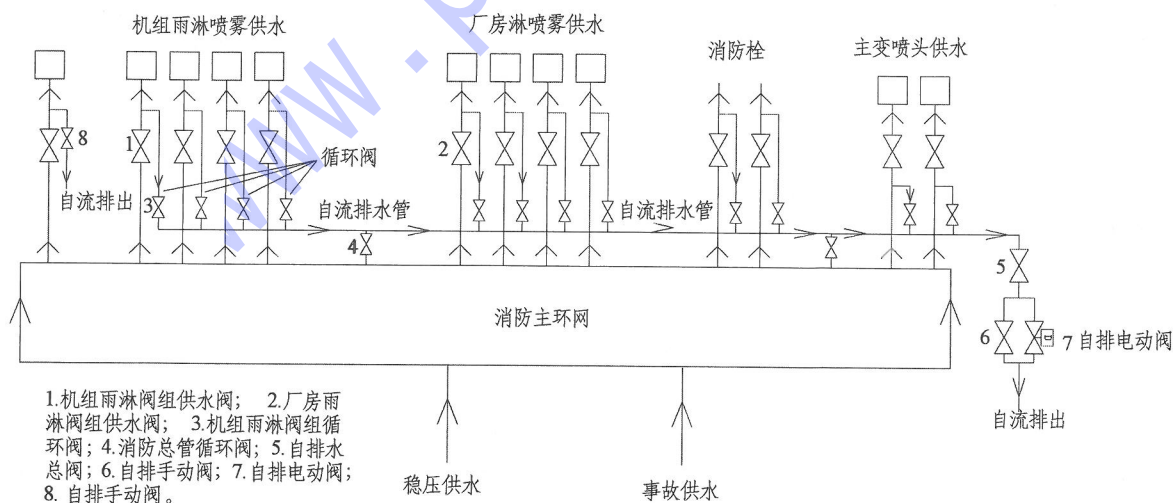 机组雨淋喷雾供水
厂房淋喷雾供水
消防栓
主变喷头供水
8
1
2
循环阀
自流排出
3
自流排水管
自流排水管
4
5
消防主环网
6
7 自排电动阀
自流排出
1.机组雨淋阀组供水阀； 2.厂房雨
淋阀组供水阀； 3.机组雨淋阀组循
环阀；4.消防总管循环阀；5.自排水
总阀；6.自排手动阀；7.自排电动阀；
8. 自排手动阀。
稳压供水
事故供水
www.p